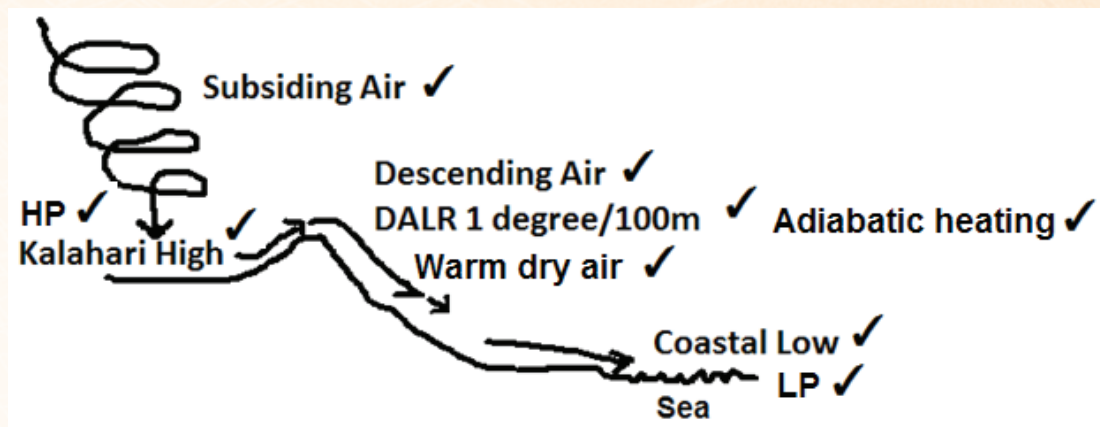 Subsiding Air ✓
Descending Air ✓
HP ✓
DALR 1 degree/100m ✓
Adiabatic heating ✓
Kalahari High ✓
Warm dry air ✓
Coastal Low ✓
LP ✓
Sea